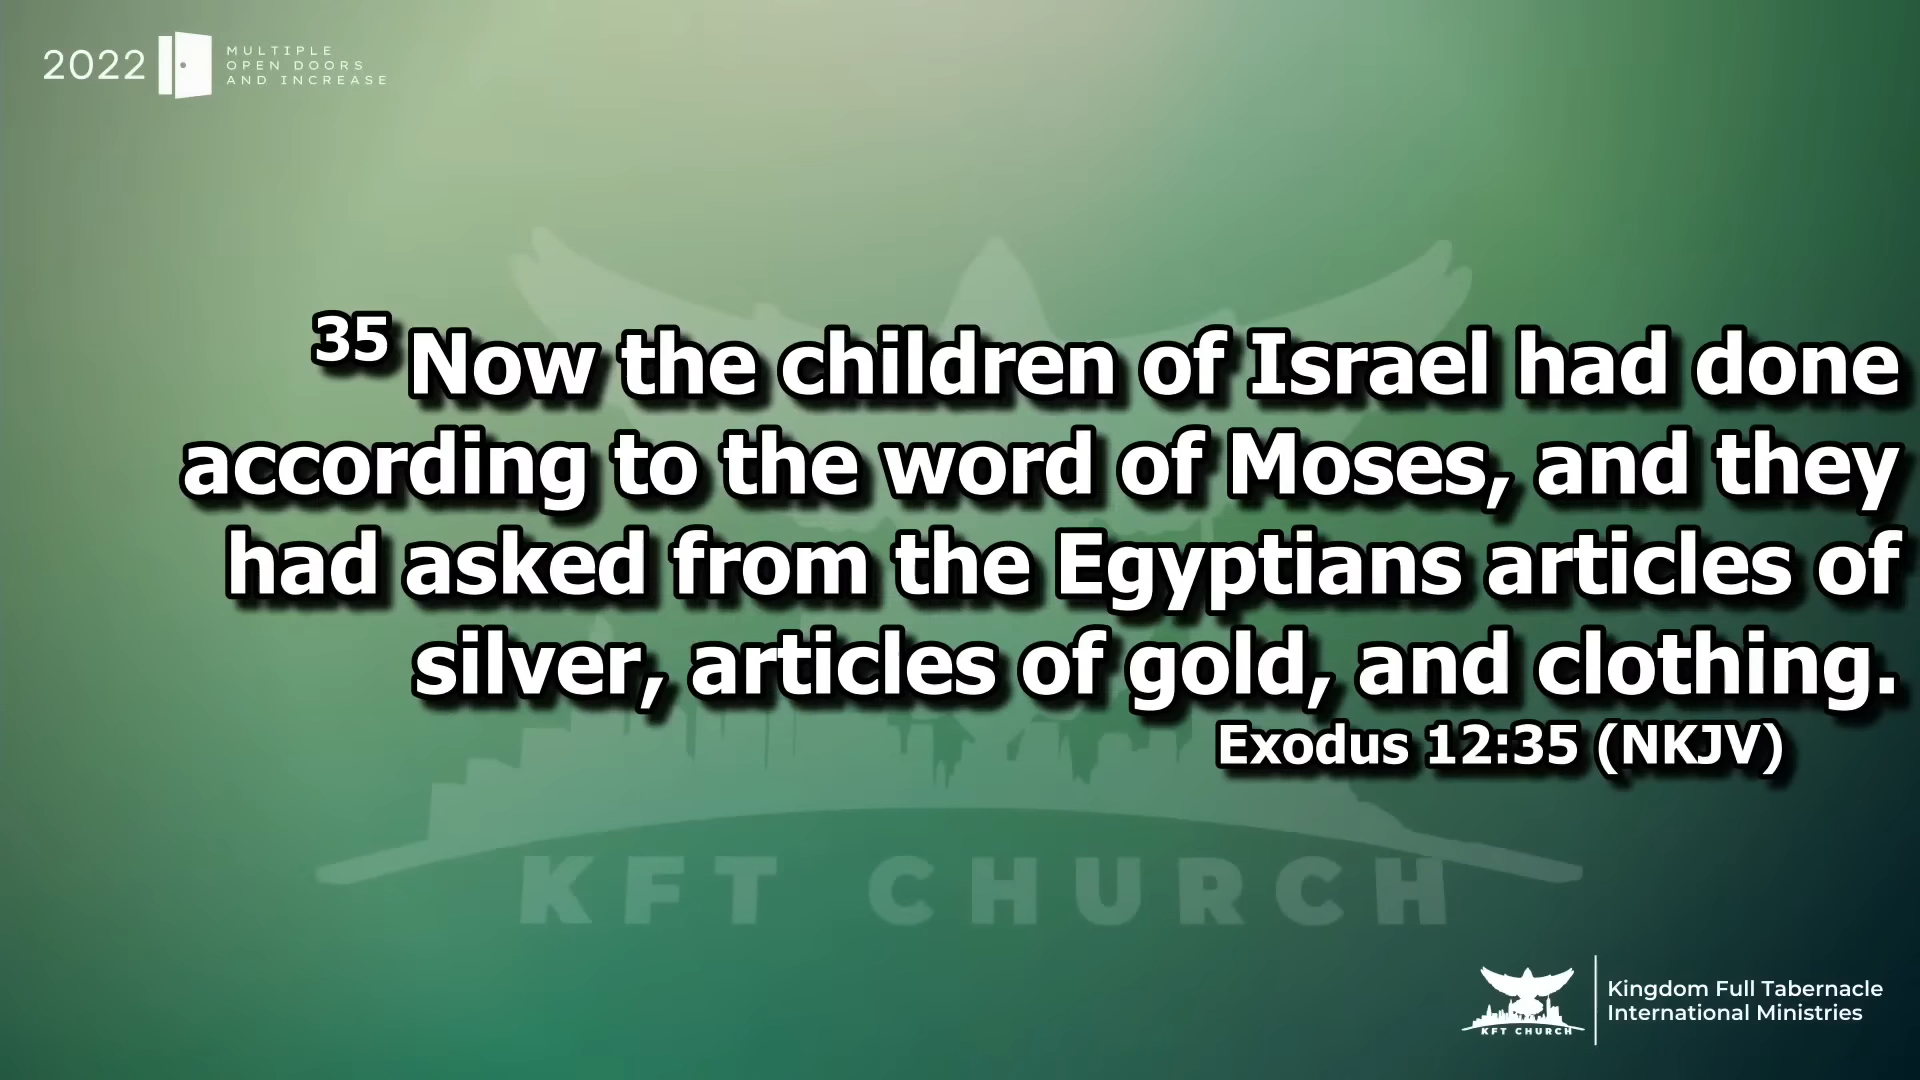 2022
MULTIPLE
OPEN DOORS
AND INCREASE
35 Now the children of Israel had done
according to the word of Moses, and they
had asked from the Egyptians articles of
silver, articles of gold, and clothing.
Exodus 12:35 (NKJV)
KFT CHURCH
KFT CHURCH
Kingdom Full Tabernacle
International Ministries